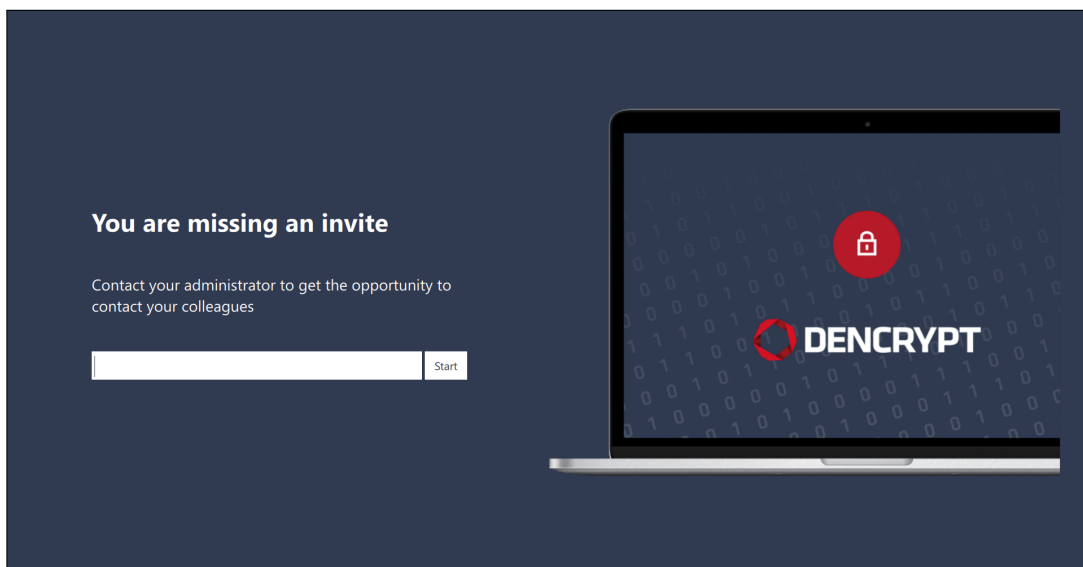 You are missing an invite
Contact your administrator to get the opportunity to
contact your colleagues
Start
DENCRYPT